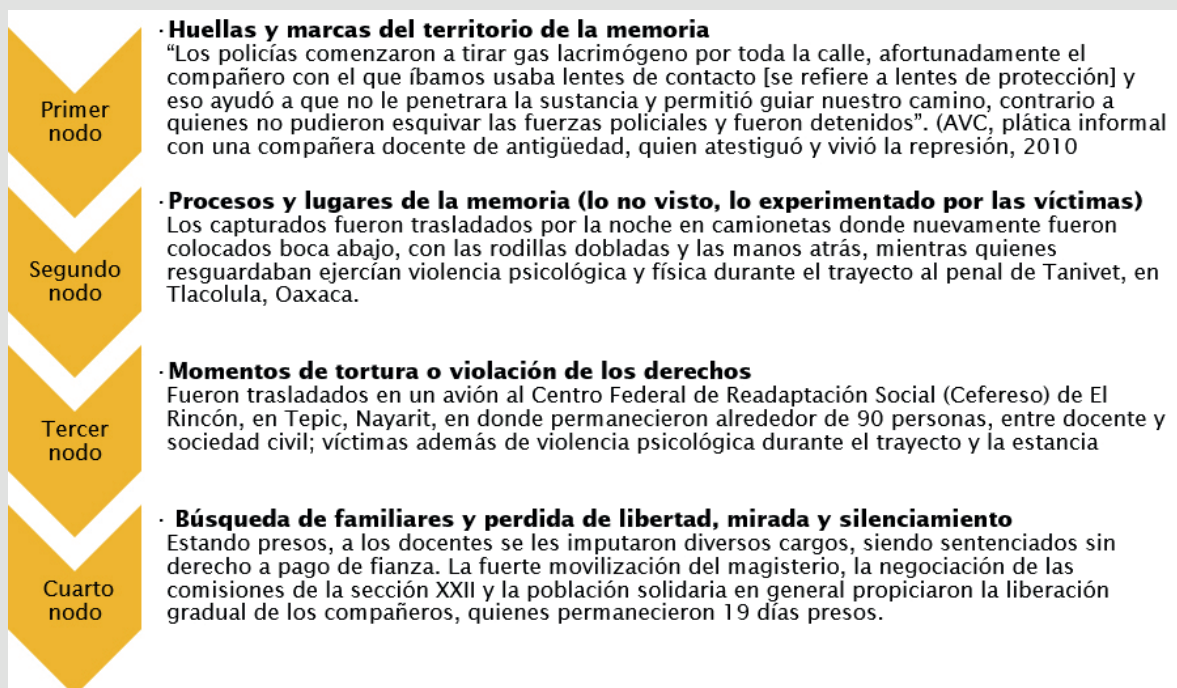 · Huellas y marcas del territorio de la memoria
“Los policías comenzaron a tirar gas lacrimógeno por toda la calle, afortunadamente el
compañero con el que íbamos usaba lentes de contacto [se refiere a lentes de protección] y
eso ayudó a que no le penetrara la sustancia y permitió guiar nuestro camino, contrario a
quienes no pudieron esquivar las fuerzas policiales y fueron detenidos”. (AVC, plática informal
con una compañera docente de antigüedad, quien atestiguó y vivió la represión, 2010
Primer
nodo
· Procesos y lugares de la memoria (lo no visto, lo experimentado por las víctimas)
Los capturados fueron trasladados por la noche en camionetas donde nuevamente fueron
colocados boca abajo, con las rodillas dobladas y las manos atrás, mientras quienes
resguardaban ejercían violencia psicológica y física durante el trayecto al penal de Tanivet, en
Tlacolula, Oaxaca.
Segundo
nodo
· Momentos de tortura o violación de los derechos
Fueron trasladados en un avión al Centro Federal de Readaptación Social (Cefereso) de El
Rincón, en Tepic, Nayarit, en donde permanecieron alrededor de 90 personas, entre docente y
sociedad civil; víctimas además de violencia psicológica durante el trayecto y la estancia
Tercer
nodo
· Búsqueda de familiares y perdida de libertad, mirada y silenciamiento
Estando presos, a los docentes se les imputaron diversos cargos, siendo sentenciados sin
derecho a pago de fianza. La fuerte movilización del magisterio, la negociación de las
comisiones de la sección XXII y la población solidaria en general propiciaron la liberación
gradual de los compañeros, quienes permanecieron 19 días presos.
Cuarto
nodo